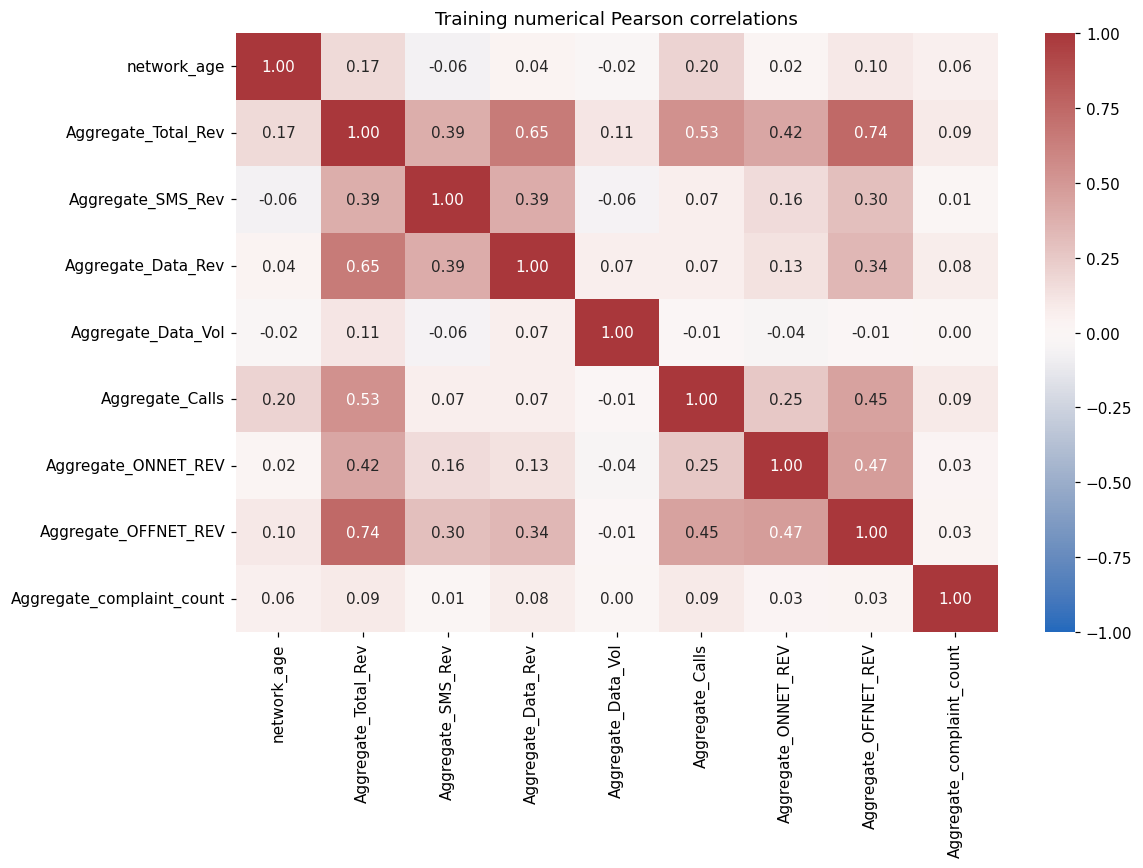 Training numerical Pearson correlations
network_age 1.00 0.17 -0.06 0.04 -0.02 0.20 0.02 0.10 0.06
Aggregate_Total_Rev 0.17 1.00 0.39 0.65 0.11 0.53 0.42 0.74 0.09
Aggregate_SMS_Rev -0.06 0.39 1.00 0.39 -0.06 0.07 0.16 0.30 0.01
Aggregate_Data_Rev 0.04 0.65 0.39 1.00 0.07 0.07 0.13 0.34 0.08
Aggregate_Data_Vol -0.02 0.11 -0.06 0.07 1.00 -0.01 -0.04 -0.01 0.00
Aggregate_Calls 0.20 0.53 0.07 0.07 -0.01 1.00 0.25 0.45 0.09
Aggregate_ONNET_REV 0.02 0.42 0.16 0.13 -0.04 0.25 1.00 0.47 0.03
Aggregate_OFFNET_REV 0.10 0.74 0.30 0.34 -0.01 0.45 0.47 1.00 0.03
Aggregate_complaint_count 0.06 0.09 0.01 0.08 0.00 0.09 0.03 0.03 1.00
network_age
Aggregate_Total_Rev
Aggregate_SMS_Rev
Aggregate_Data_Rev
Aggregate_Data_Vol
Aggregate_Calls
Aggregate_ONNET_REV
Aggregate_OFFNET_REV
Aggregate_complaint_count
1.00
0.75
0.50
0.25
0.00
−0.25
−0.50
−0.75
−1.00